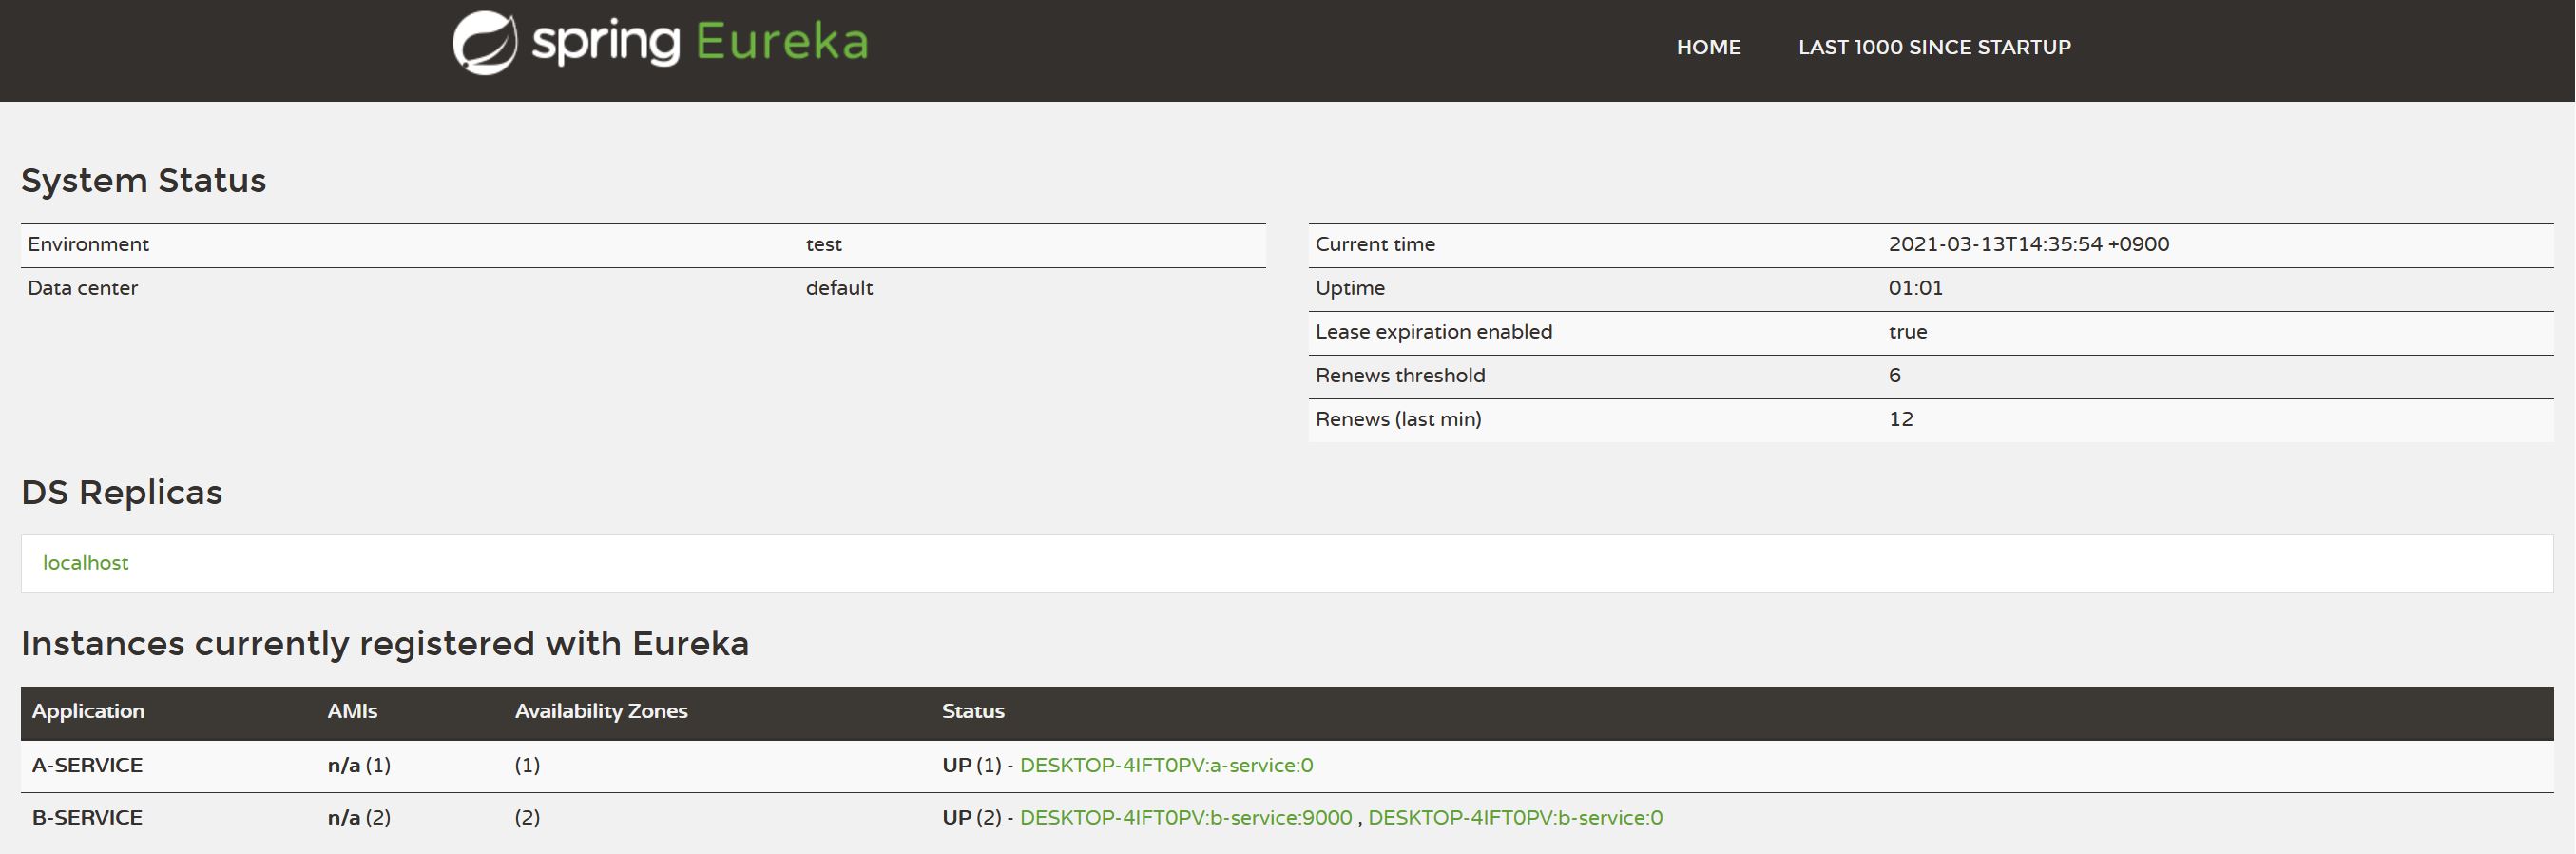 spring Eureka
HOME LAST 1000 SINCE STARTUP
System Status
Environment test
Data center default
Current time 2021-03-13T14:35:54 +0900
Uptime 01:01
Lease expiration enabled true
Renews threshold 6
Renews (last min) 12
DS Replicas
localhost
Instances currently registered with Eureka
Application AMIs Availability Zones Status
A-SERVICE n/a (1) (1) UP (1) - DESKTOP-4IFT0PV:a-service:0
B-SERVICE n/a (2) (2) UP (2) - DESKTOP-4IFT0PV:b-service:9000 , DESKTOP-4IFT0PV:b-service:0